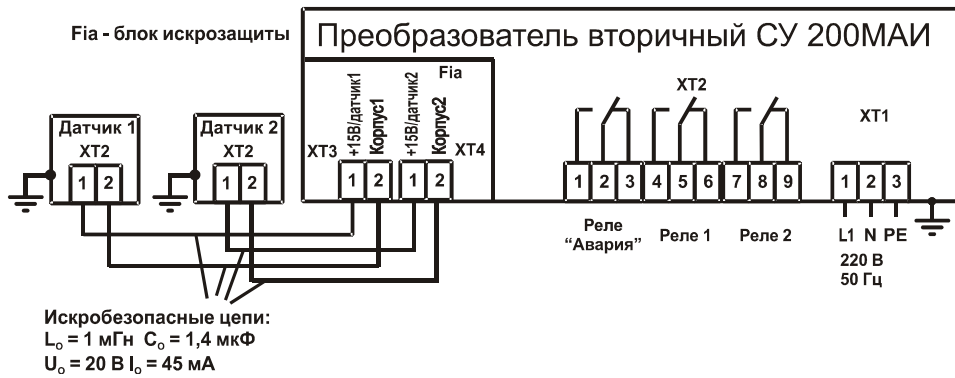 Fia - блок искрозащиты
Преобразователь вторичный СУ 200МАИ
Fia
Датчик 1
XT2
1 2
Датчик 2
XT2
1 2
XT3
+15В/датчик1
Корпус1
+15В/датчик2
Корпус2
XT4
1 2 1 2
XT2
1 2 3 4 5 6 7 8 9
Реле "Авария"
Реле 1
Реле 2
XT1
1 2 3
L1 N PE
220 В
50 Гц
Искробезопасные цепи:
Lo = 1 мГн Co = 1,4 мкФ
Uo = 20 В Io = 45 мА